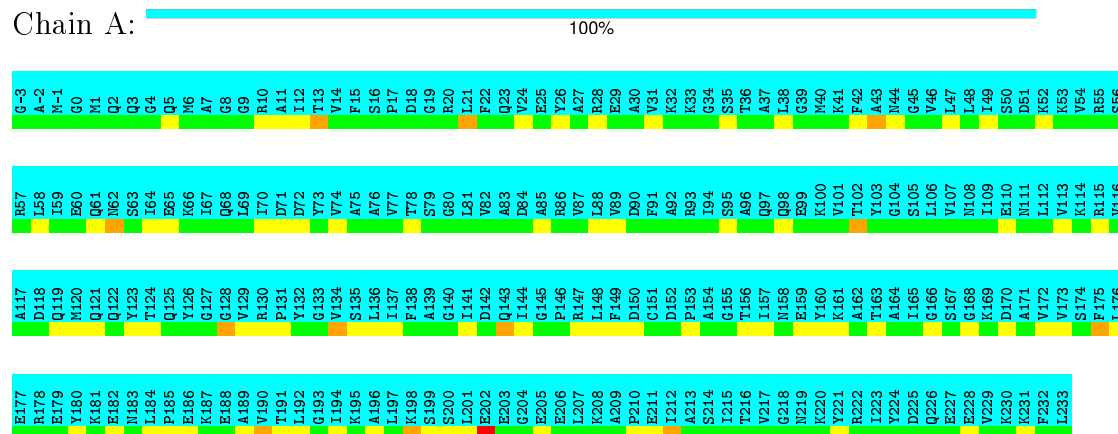 Chain A:
100%
G-3 A-2 M-1 G0 M1 Q2 Q3 G4 Q5 M6 A7 G8 G9 R10 A11 I12 T13 V14 F15 S16 P17 D18 G19 R20 L21 F22 Q23 V24 E25 Y26 A27 R28 E29 A30 V31 K32 K33 G34 S35 T36 A37 L38 G39 M40 K41 F42 A43 N44 G45 V46 L47 L48 I49 S50 D51 K52 K53 V54 R55 S56
R57 L58 I59 E60 Q61 N62 S63 I64 E65 K66 I67 Q68 L69 I70 D71 D72 Y73 V74 A75 A76 V77 T78 S79 G80 L81 V82 A83 D84 A85 R86 V87 L88 V89 D90 F91 A92 R93 I94 S95 A96 Q97 Q98 E99 K100 V101 T102 Y103 G104 S105 L106 V107 N108 I109 E110 N111 L112 V113 K114 R115
A117 D118 Q119 M120 Q121 Q122 Y123 T124 Q125 Y126 G127 G128 V129 R130 P131 Y132 G133 V134 S135 L136 I137 F138 A139 G140 I141 D142 Q143 I144 G145 P146 R147 L148 F149 D150 C151 D152 P153 A154 G155 T156 I157 N158 E159 Y160 K161 A162 T163 A164 I165 G166 S167 G168 K169 D170 A171 V172 V173 S174 F175 L176
E177 R178 E179 Y180 K181 E182 N183 L184 P185 E186 K187 E188 A189 V190 T191 L192 G193 I194 K195 A196 L197 K198 S199 S200 L201 E202 E203 G204 E205 E206 L207 K208 A209 P210 E211 I212 A213 S214 I215 T216 V217 G218 N219 K220 Y221 R222 I223 Y224 D225 Q226 E227 E228 V229 K230 K231 F232 L233